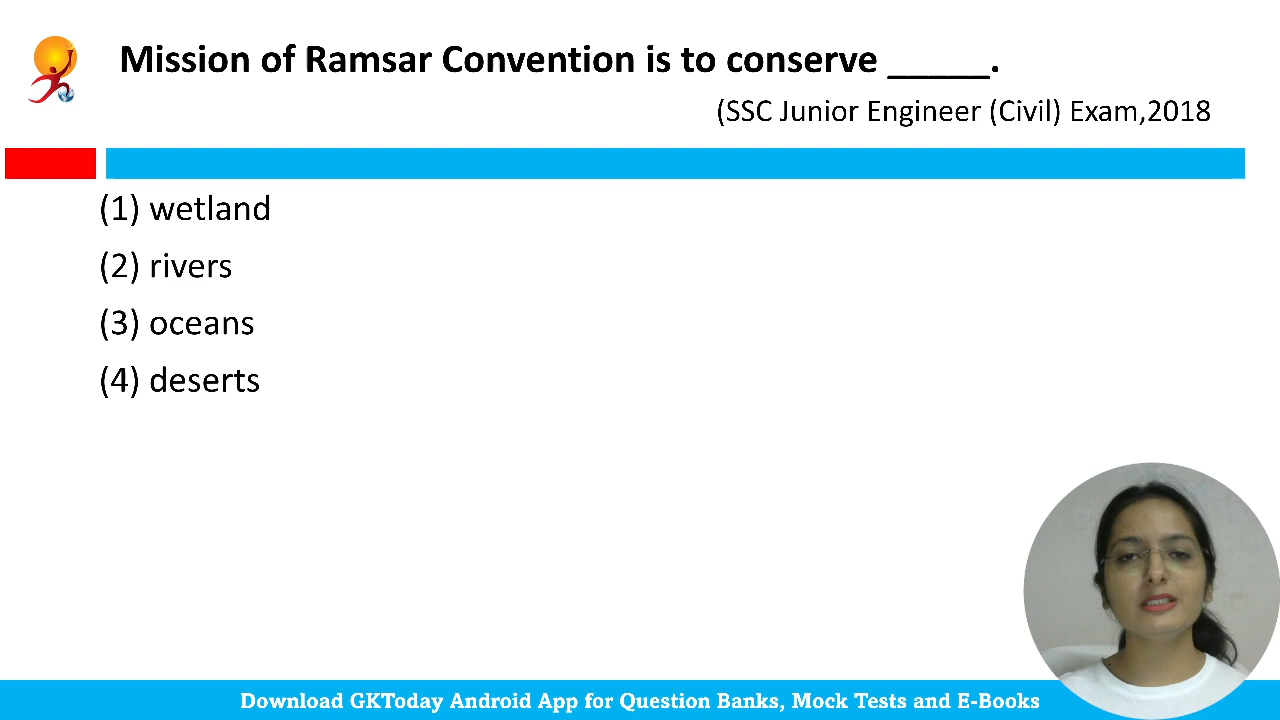 Mission of Ramsar Convention is to conserve _____.
(SSC Junior Engineer (Civil) Exam,2018
(1) wetland
(2) rivers
(3) oceans
(4) deserts
Download GKToday Android App for Question Banks, Mock Tests and E-Books